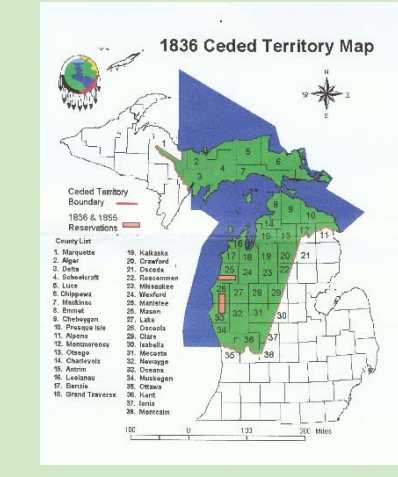 1836 Ceded Territory Map
N
W
E
S
Ceded Territory
Boundary
1836 & 1855
Reservations
County List
1. Marquette
2. Alger
3. Delta
4. Schoolcraft
5. Luce
6. Chippewa
7. Mackinac
8. Emmet
9. Cheboygan
10. Presque Isle
11. Alpena
12. Montmorency
13. Otsego
14. Charlevoix
15. Antrim
16. Leelanau
17. Benzie
18. Grand Traverse
19. Kalkaska
20. Crawford
21. Oscoda
22. Roscommon
23. Missaukee
24. Wexford
25. Manistee
26. Mason
27. Lake
28. Osceola
29. Clare
30. Isabella
31. Mecosta
32. Newaygo
33. Oceana
34. Muskegon
35. Ottawa
36. Kent
37. Ionia
38. Montcalm
1
2
3
4
5
6
7
8
9
10
14
15
13
12
11
16
17
18
19
20
21
25
24
23
22
26
27
28
29
30
33
32
31
34
35
36
37
38
100
0
100
200 Miles